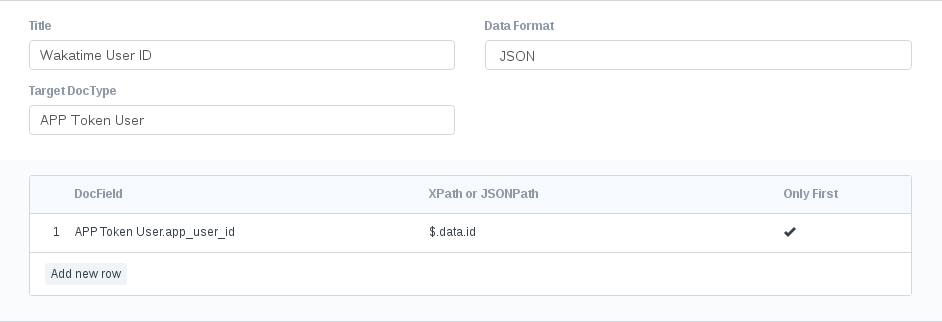 Title
Data Format
Wakatime User ID
JSON
Target DocType
APP Token User
DocField XPath or JSONPath Only First
1 APP Token User.app_user_id $.data.id ✔
Add new row